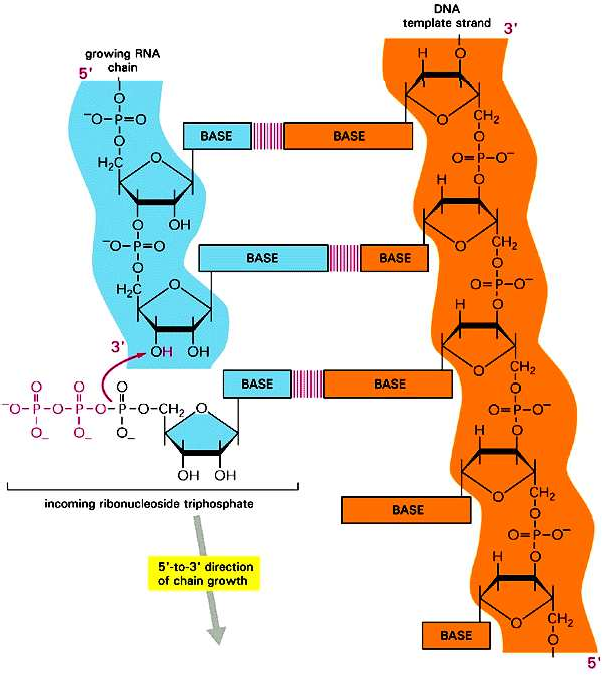 DNA
template strand
3'
growing RNA
chain
5'
H
O
O
O
⁻O–P=O
O
CH₂
BASE
BASE
H₂C
O
O
O=P–O⁻
O
H
O
OH
⁻O–P=O
O
O
CH₂
BASE
BASE
O
H₂C
O
O=P–O⁻
O
H
3'
OH
OH
O
CH₂
BASE
BASE
O
O
O
O
⁻O–P–O–P–O–P–O–CH₂
O
O=P–O⁻
O₋
O₋
O₋
O
H
OH
OH
O
CH₂
incoming ribonucleoside triphosphate
BASE
O
O=P–O⁻
O
H
5'-to-3' direction
of chain growth
O
CH₂
BASE
O
5'